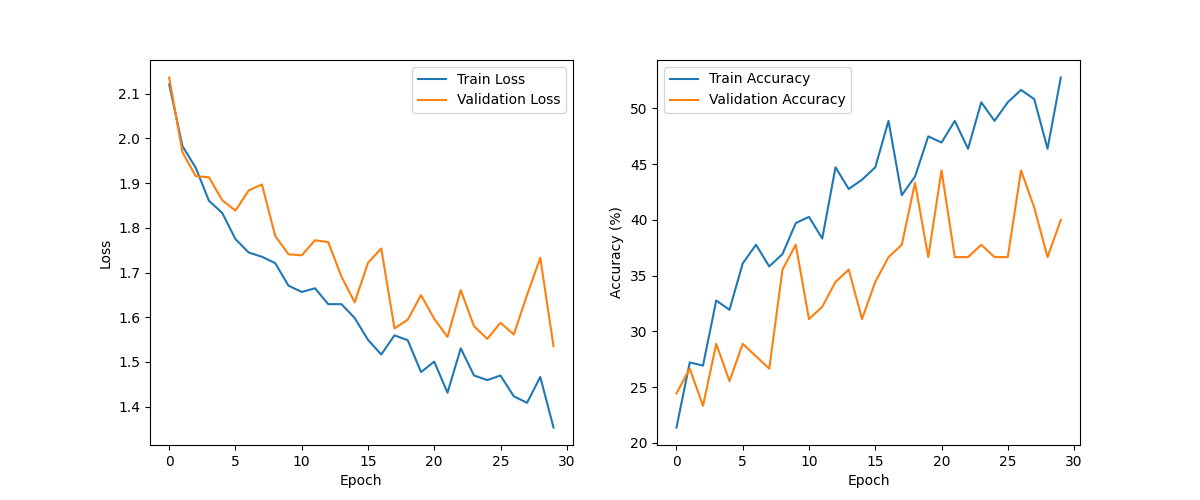 Train Loss
Validation Loss
2.1
2.0
1.9
1.8
1.7
1.6
1.5
1.4
Loss
0 5 10 15 20 25 30
Epoch
Train Accuracy
Validation Accuracy
50
45
40
35
30
25
20
Accuracy (%)
0 5 10 15 20 25 30
Epoch